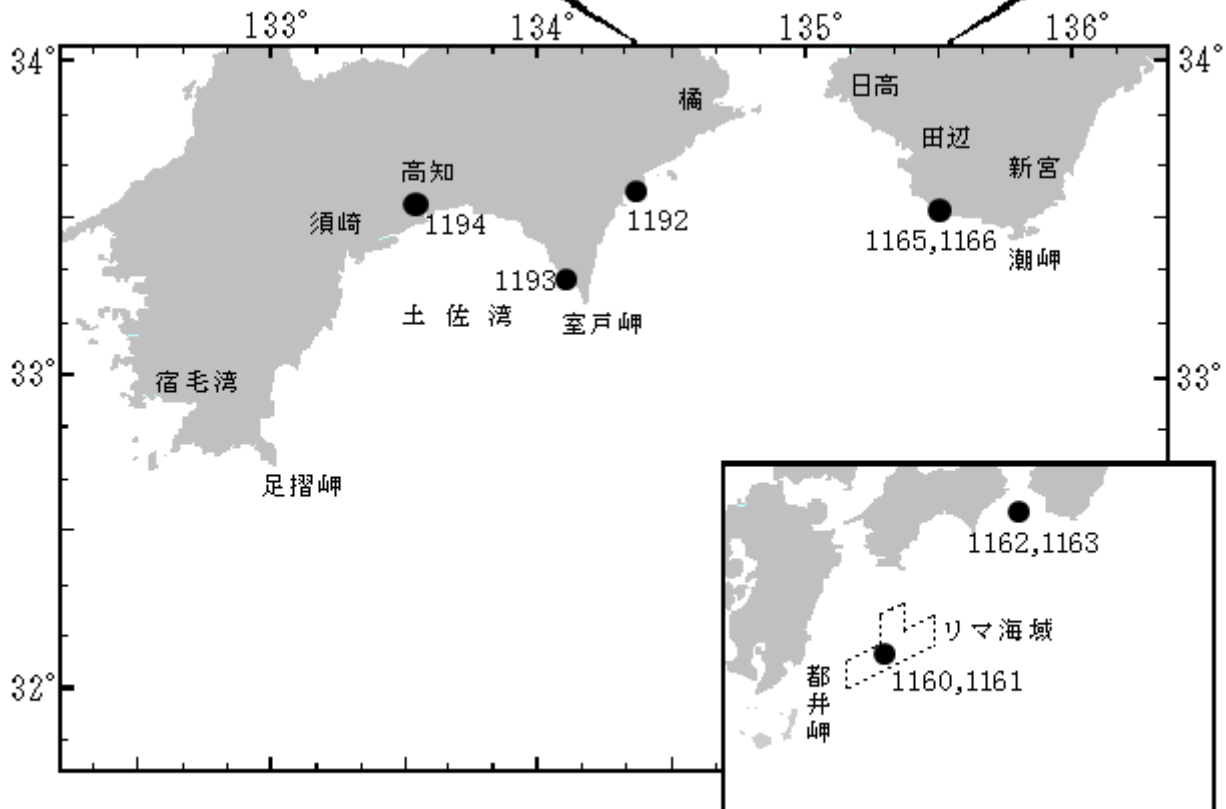 133° 134° 135° 136°
34° 34°
橘 日高
田辺
高知 新宮
須崎 1194 1192
1165,1166
潮岬
1193
土佐湾 室戸岬
33° 33°
宿毛湾
足摺岬
1162,1163
リマ海域
1160,1161
都井岬
32°